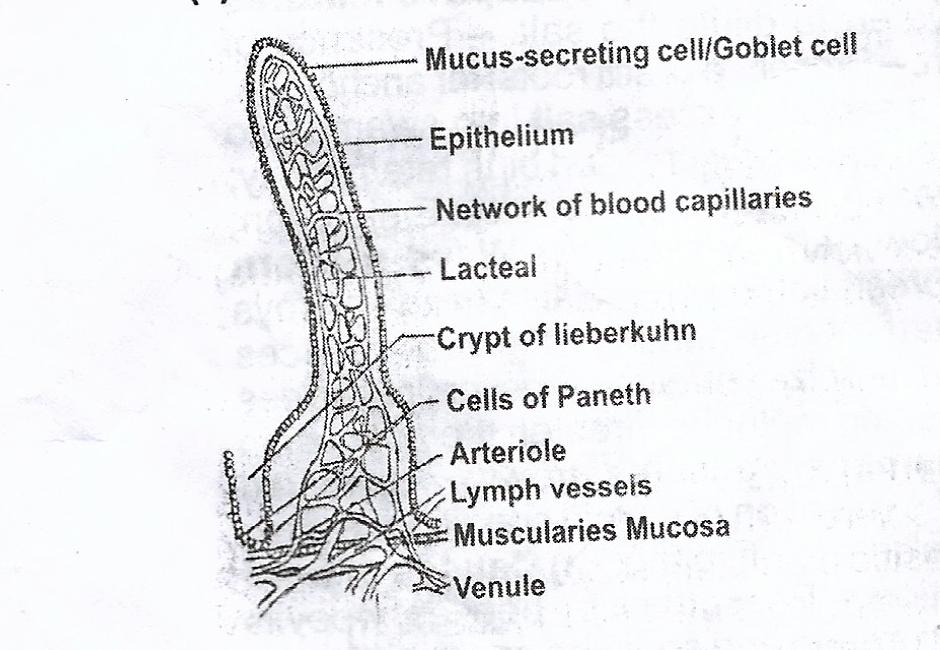 Mucus-secreting cell/Goblet cell
Epithelium
Network of blood capillaries
Lacteal
Crypt of lieberkuhn
Cells of Paneth
Arteriole
Lymph vessels
Muscularies Mucosa
Venule